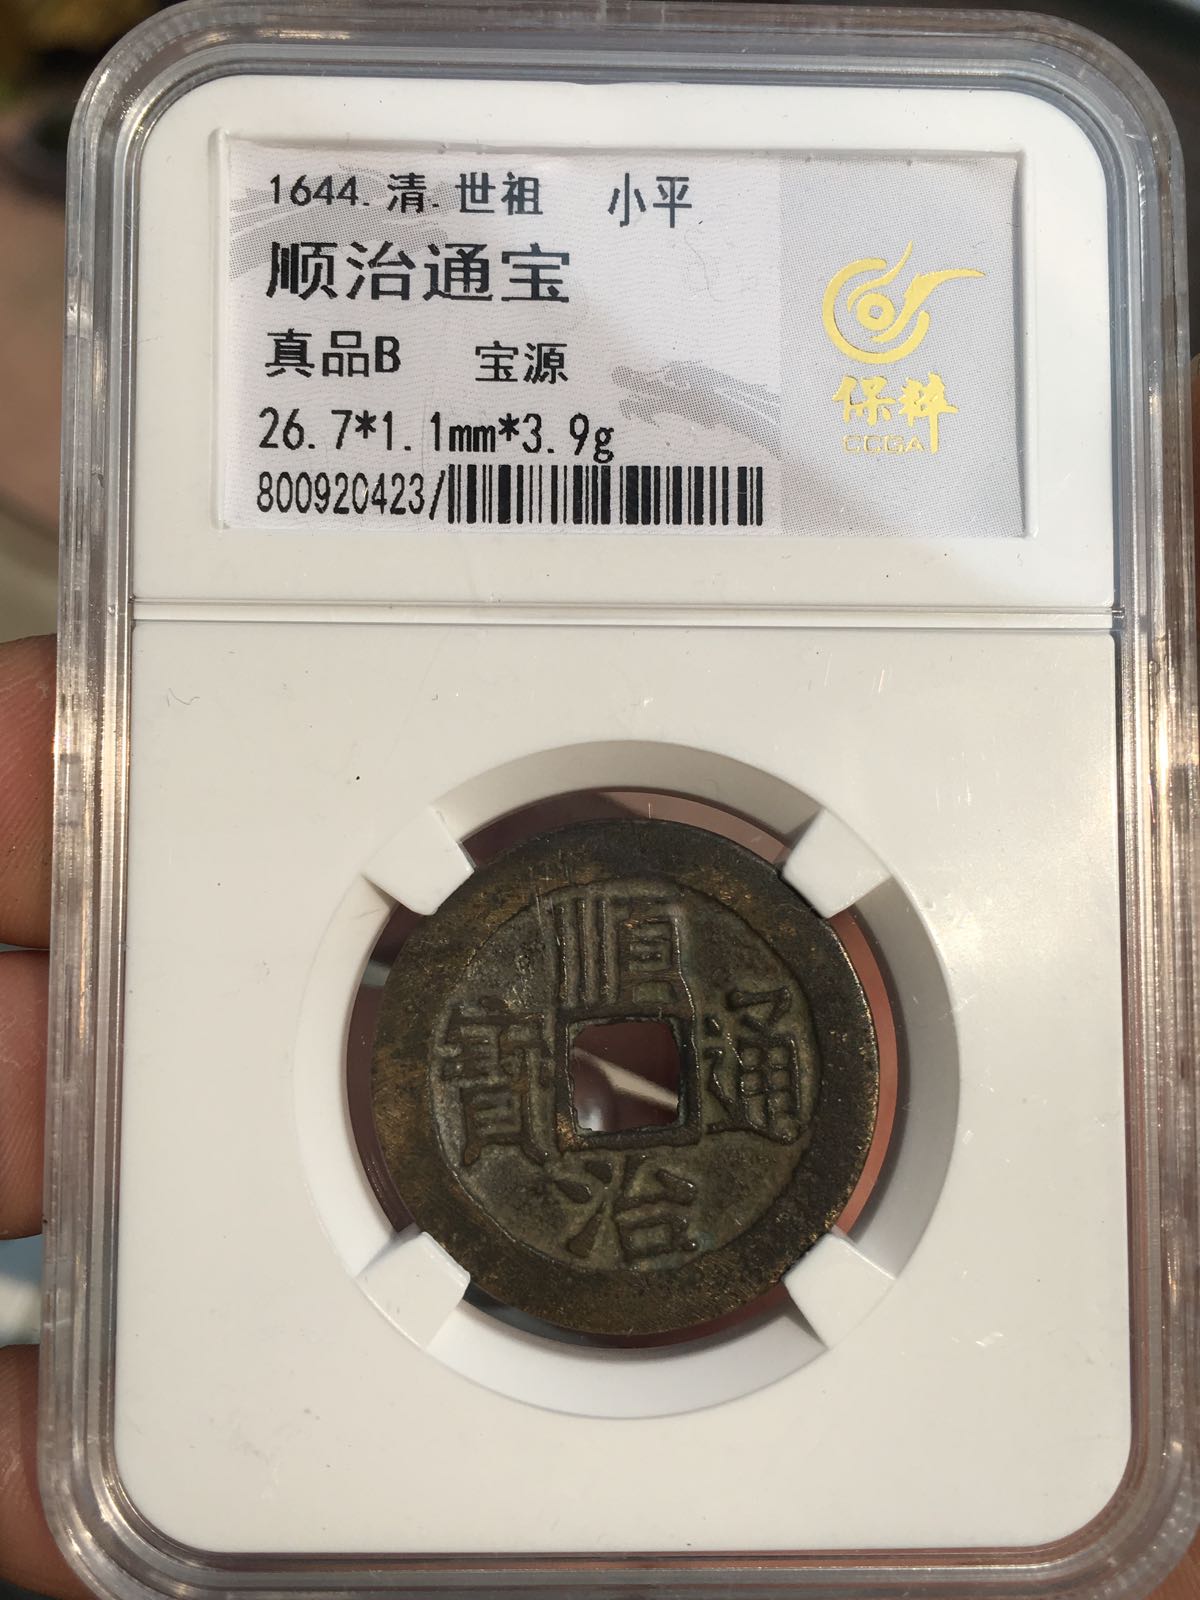 1644.清.世祖 小平
顺治通宝
真品B 宝源
26.7*1.1mm*3.9g
800920423/
保粹
CCGA
順治通寶